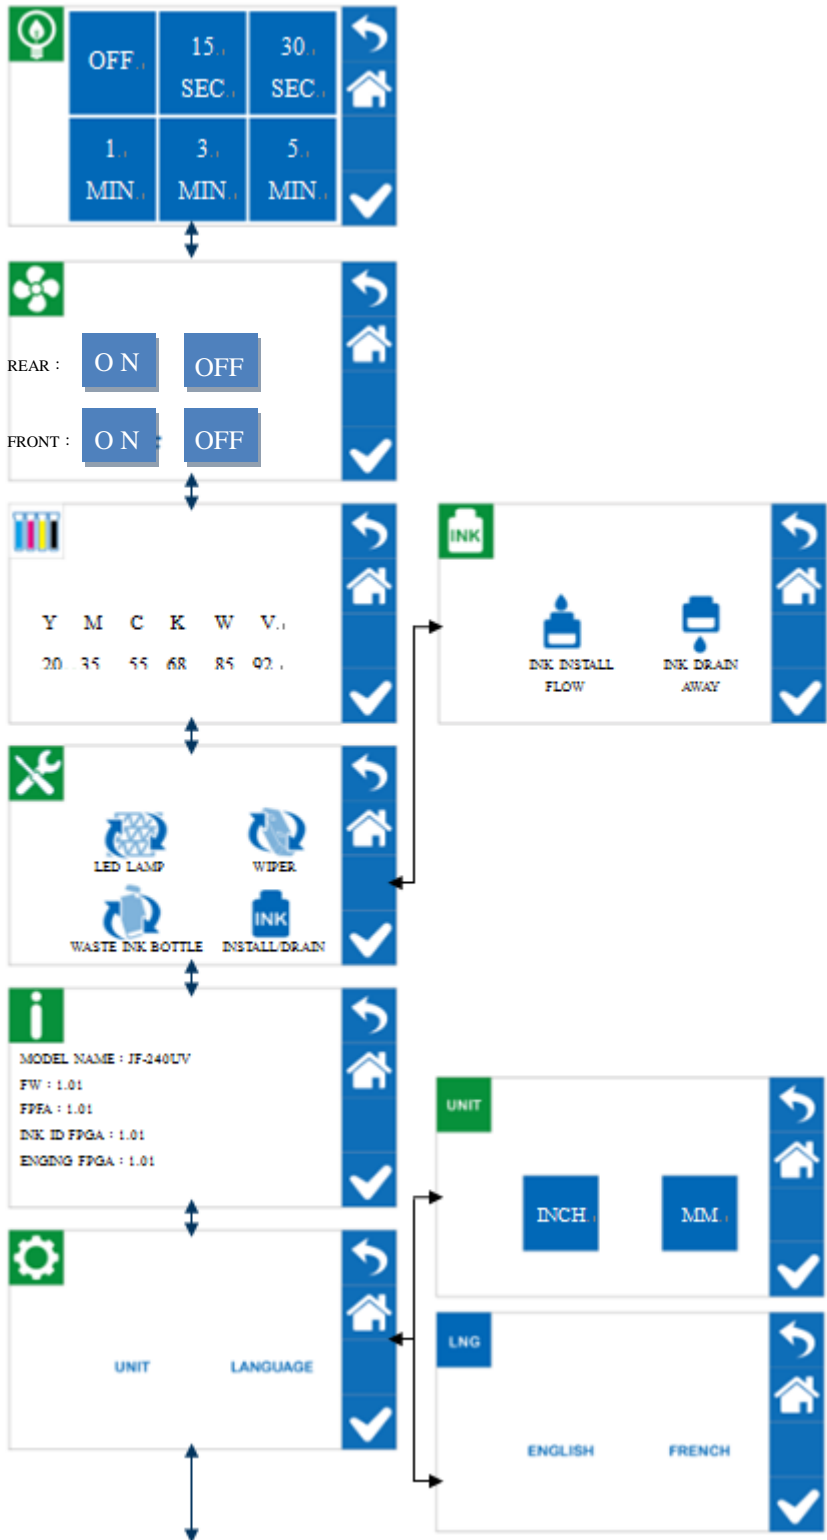 OFF
15
30
SEC
SEC
1
3
5
MIN
MIN
MIN
REAR：
O N
OFF
FRONT：
O N
OFF
Y M C K W V
20 35 55 68 85 92
INK
INK INSTALL
FLOW
INK DRAIN
AWAY
LED LAMP
WIPER
INK
WASTE INK BOTTLE
INSTALL/DRAIN
i
MODEL NAME：JF-240UV
FW：1.01
FPFA：1.01
INK ID FPGA：1.01
ENGING FPGA：1.01
UNIT
INCH
MM
UNIT
LANGUAGE
LNG
ENGLISH
FRENCH